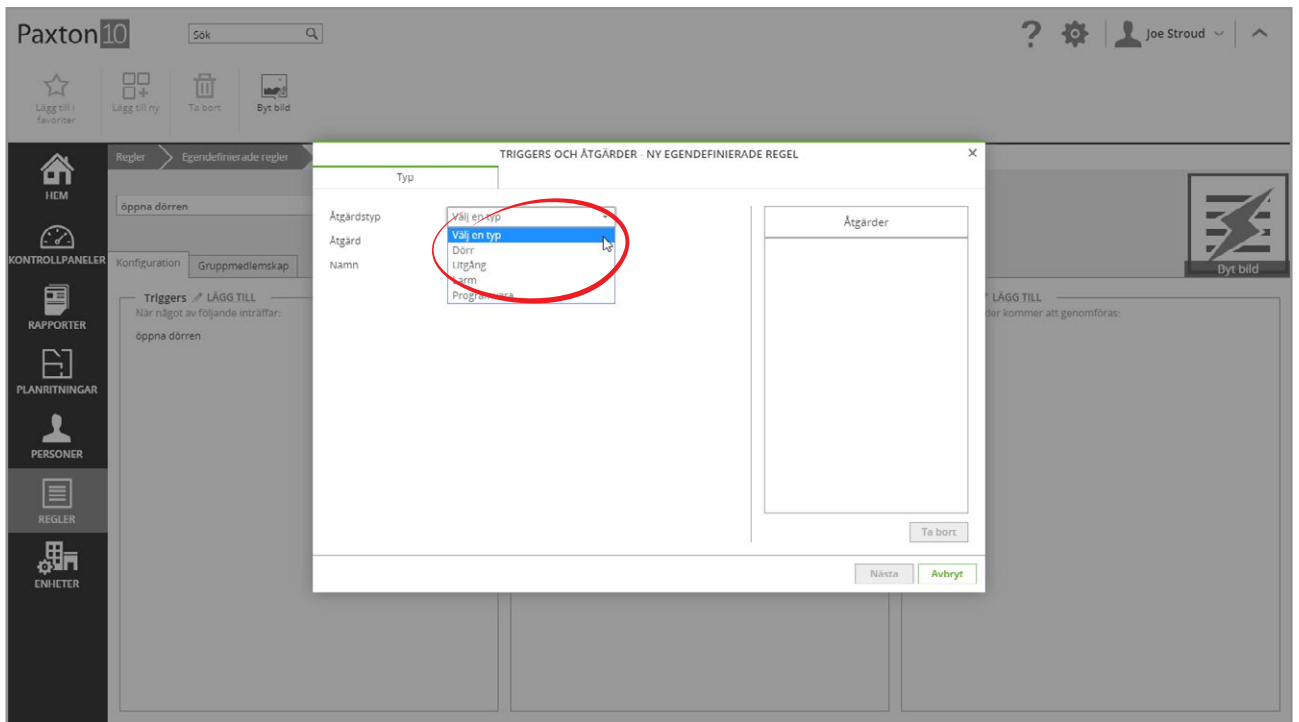 Paxton10
Sök
? Joe Stroud
Lägg till i
favoriter
Lägg till ny
Ta bort
Byt bild
HEM
KONTROLLPANELER
RAPPORTER
PLANRITNINGAR
PERSONER
REGLER
ENHETER
Regler
Egendefinierade regler
öppna dörren
Konfiguration
Gruppmedlemskap
Triggers LÄGG TILL
När något av följande inträffar:
öppna dörren
TRIGGERS OCH ÅTGÄRDER - NY EGENDEFINIERADE REGEL
Typ
Åtgärdstyp
Välj en typ
Välj en typ
Dörr
Utgång
Larm
Programvara
Åtgärd
Namn
Åtgärder
Ta bort
Nästa
Avbryt
Byt bild
LÄGG TILL
der kommer att genomföras: